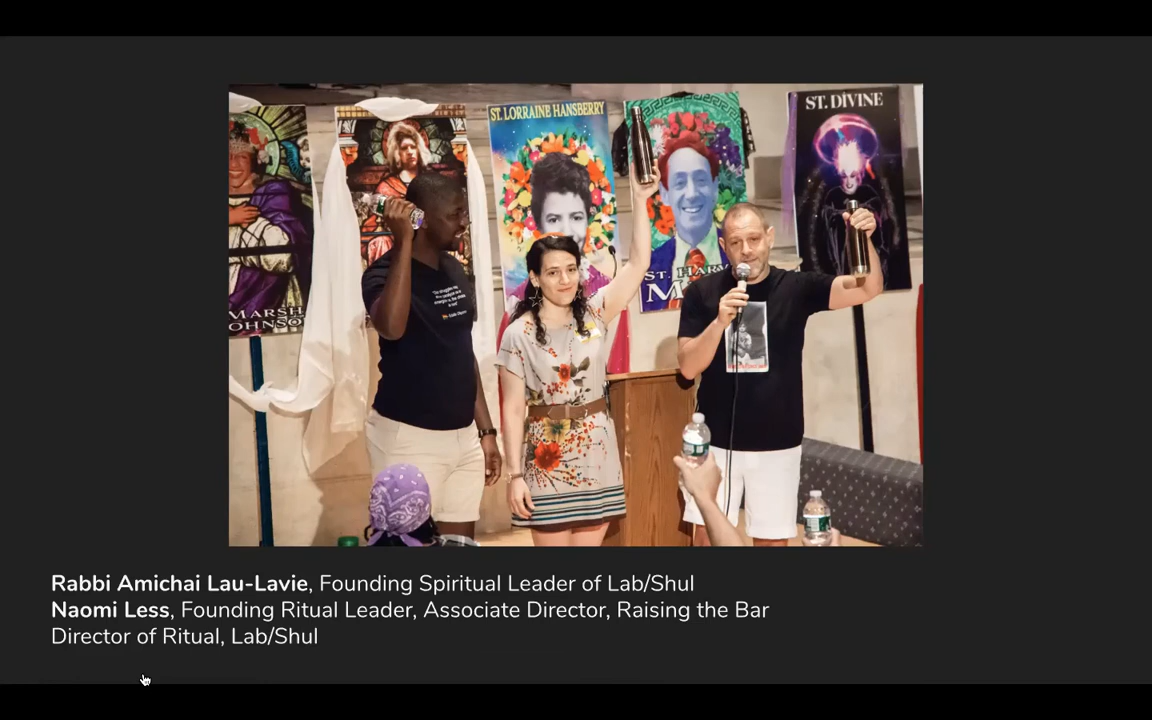 ST. LORRAINE HANSBERRY
ST. DIVINE
ST. HARV
M
MARSH
JOHNSO
Rabbi Amichai Lau-Lavie, Founding Spiritual Leader of Lab/Shul
Naomi Less, Founding Ritual Leader, Associate Director, Raising the Bar
Director of Ritual, Lab/Shul